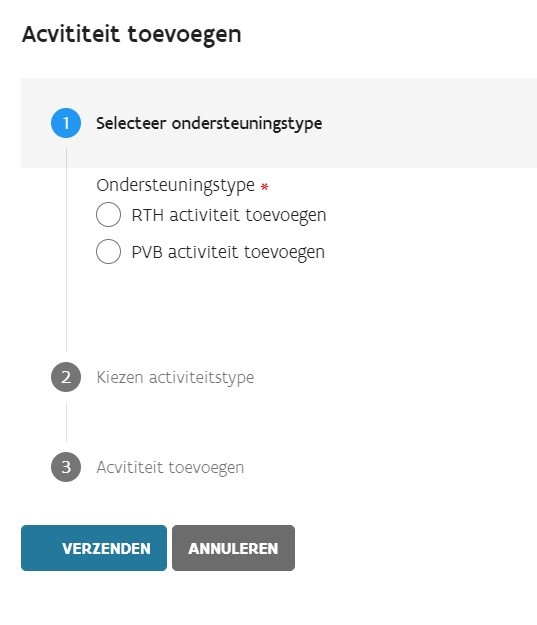 Acvititeit toevoegen
1 Selecteer ondersteuningstype
Ondersteuningstype *
RTH activiteit toevoegen
PVB activiteit toevoegen
2 Kiezen activiteitstype
3 Acvititeit toevoegen
VERZENDEN ANNULEREN